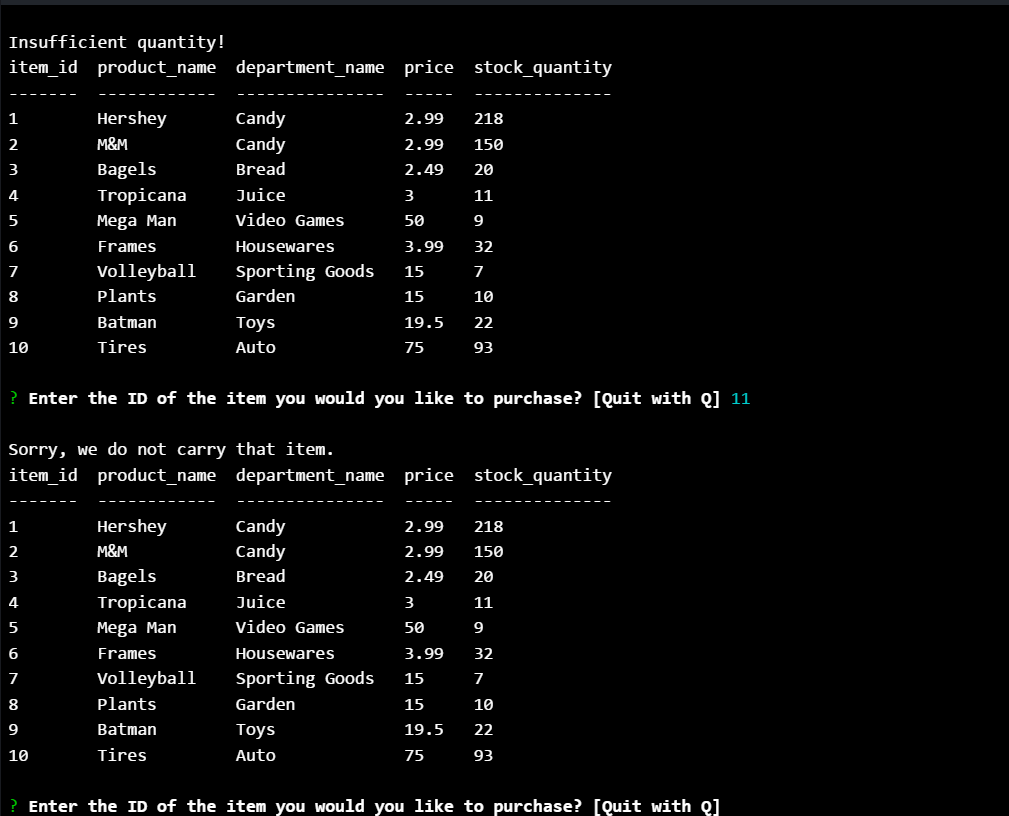 Insufficient quantity!
item_id  product_name  department_name  price  stock_quantity
-------  ------------  ---------------  -----  --------------
1        Hershey       Candy            2.99   218
2        M&M           Candy            2.99   150
3        Bagels        Bread            2.49   20
4        Tropicana     Juice            3      11
5        Mega Man      Video Games      50     9
6        Frames        Housewares       3.99   32
7        Volleyball    Sporting Goods   15     7
8        Plants        Garden           15     10
9        Batman        Toys             19.5   22
10       Tires         Auto             75     93
? Enter the ID of the item you would you like to purchase? [Quit with Q] 11
Sorry, we do not carry that item.
item_id  product_name  department_name  price  stock_quantity
-------  ------------  ---------------  -----  --------------
1        Hershey       Candy            2.99   218
2        M&M           Candy            2.99   150
3        Bagels        Bread            2.49   20
4        Tropicana     Juice            3      11
5        Mega Man      Video Games      50     9
6        Frames        Housewares       3.99   32
7        Volleyball    Sporting Goods   15     7
8        Plants        Garden           15     10
9        Batman        Toys             19.5   22
10       Tires         Auto             75     93
? Enter the ID of the item you would you like to purchase? [Quit with Q]